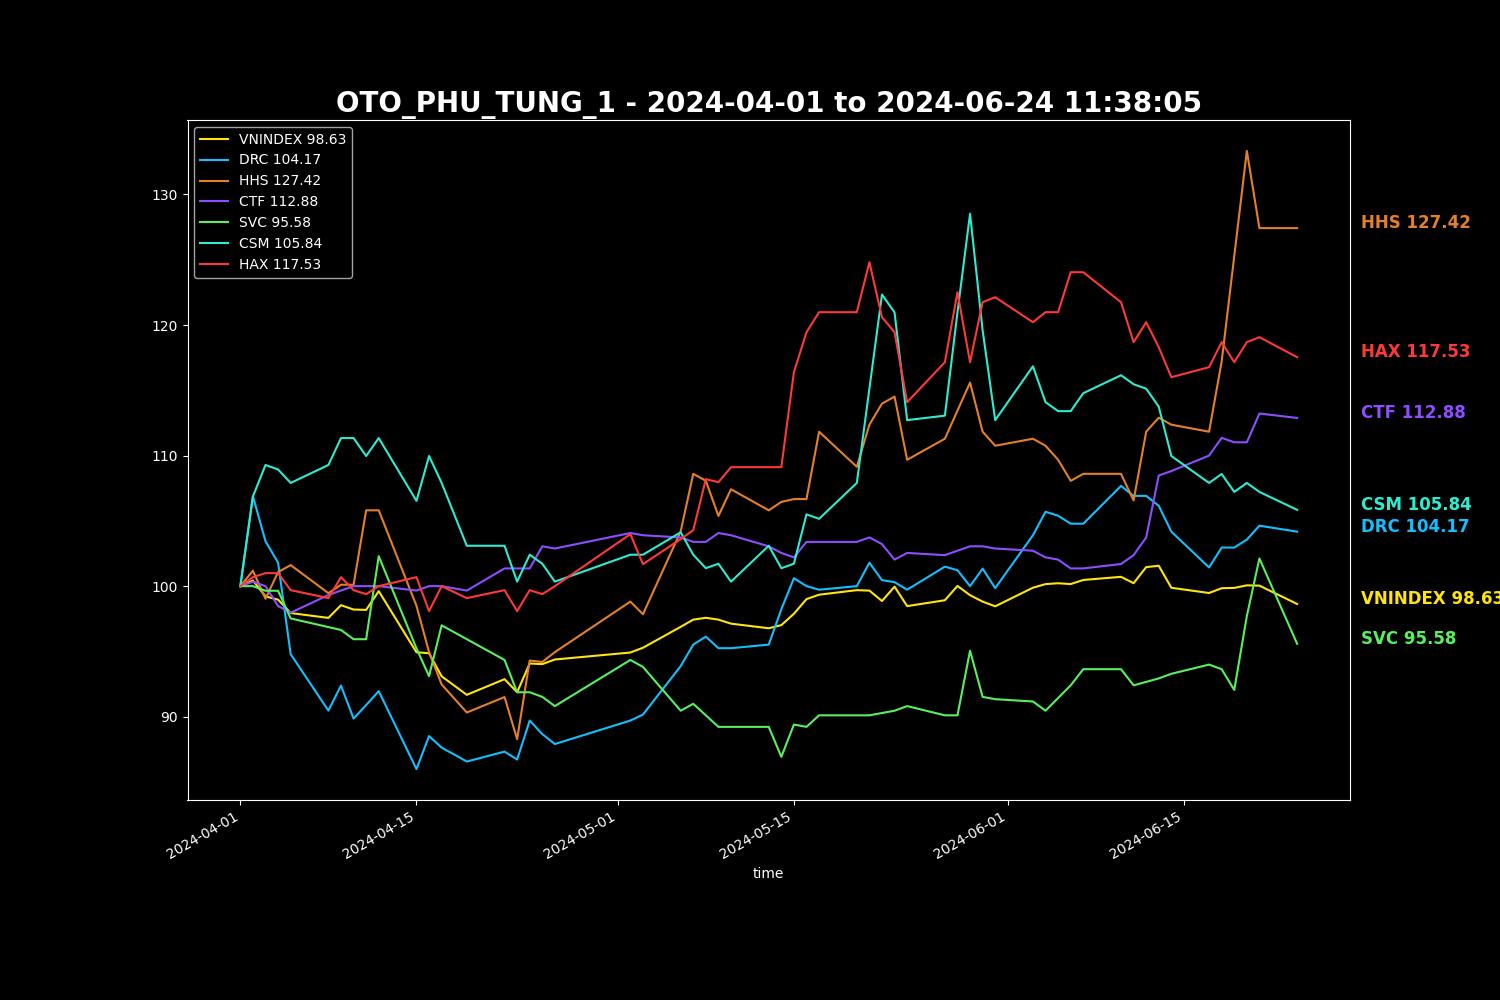 OTO_PHU_TUNG_1 - 2024-04-01 to 2024-06-24 11:38:05
VNINDEX 98.63
DRC 104.17
HHS 127.42
CTF 112.88
SVC 95.58
CSM 105.84
HAX 117.53
130
120
110
100
90
HHS 127.42
HAX 117.53
CTF 112.88
CSM 105.84
DRC 104.17
VNINDEX 98.63
SVC 95.58
2024-04-01
2024-04-15
2024-05-01
2024-05-15
2024-06-01
2024-06-15
time